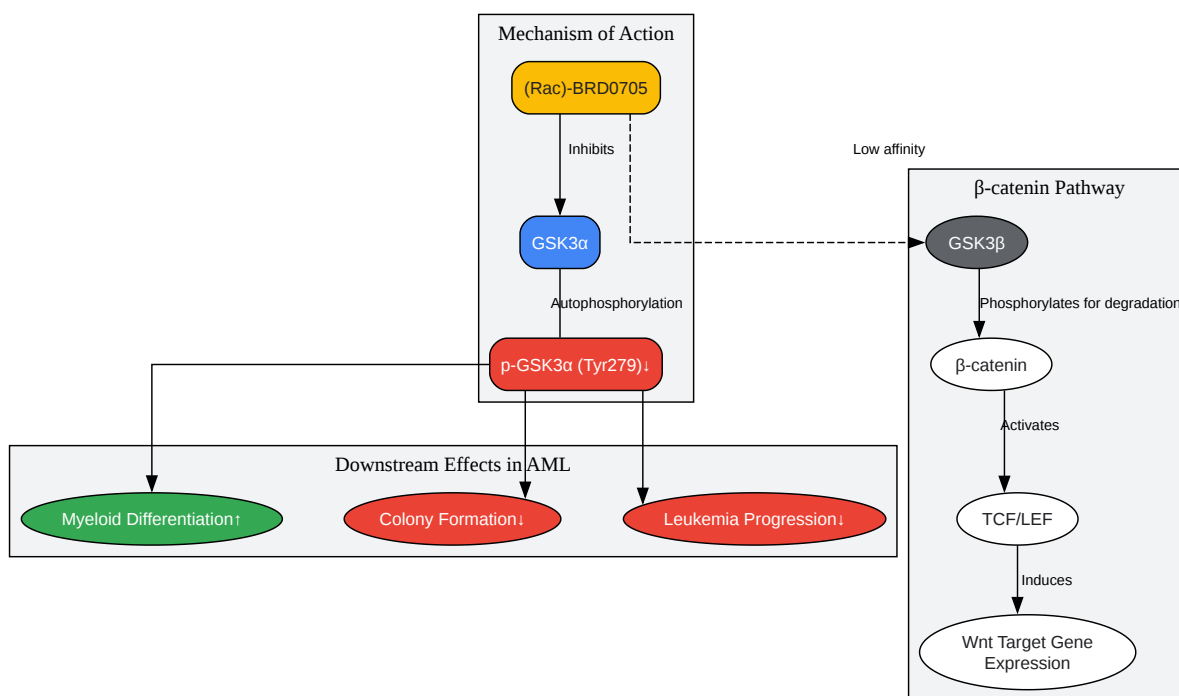 Mechanism of Action
(Rac)-BRD0705
Inhibits
Low affinity
β-catenin Pathway
GSK3α
GSK3β
Autophosphorylation
Phosphorylates for degradation
p-GSK3α (Tyr279)↓
β-catenin
Activates
Downstream Effects in AML
Myeloid Differentiation↑
Colony Formation↓
Leukemia Progression↓
TCF/LEF
Induces
Wnt Target Gene
Expression